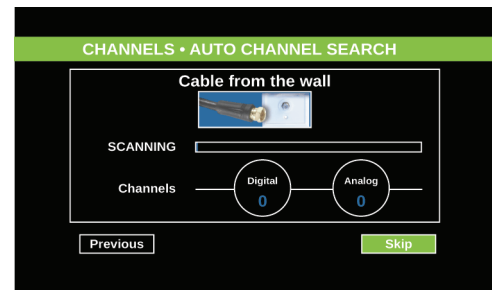 CHANNELS • AUTO CHANNEL SEARCH
Cable from the wall
SCANNING
Channels
Digital
0
Analog
0
Previous
Skip